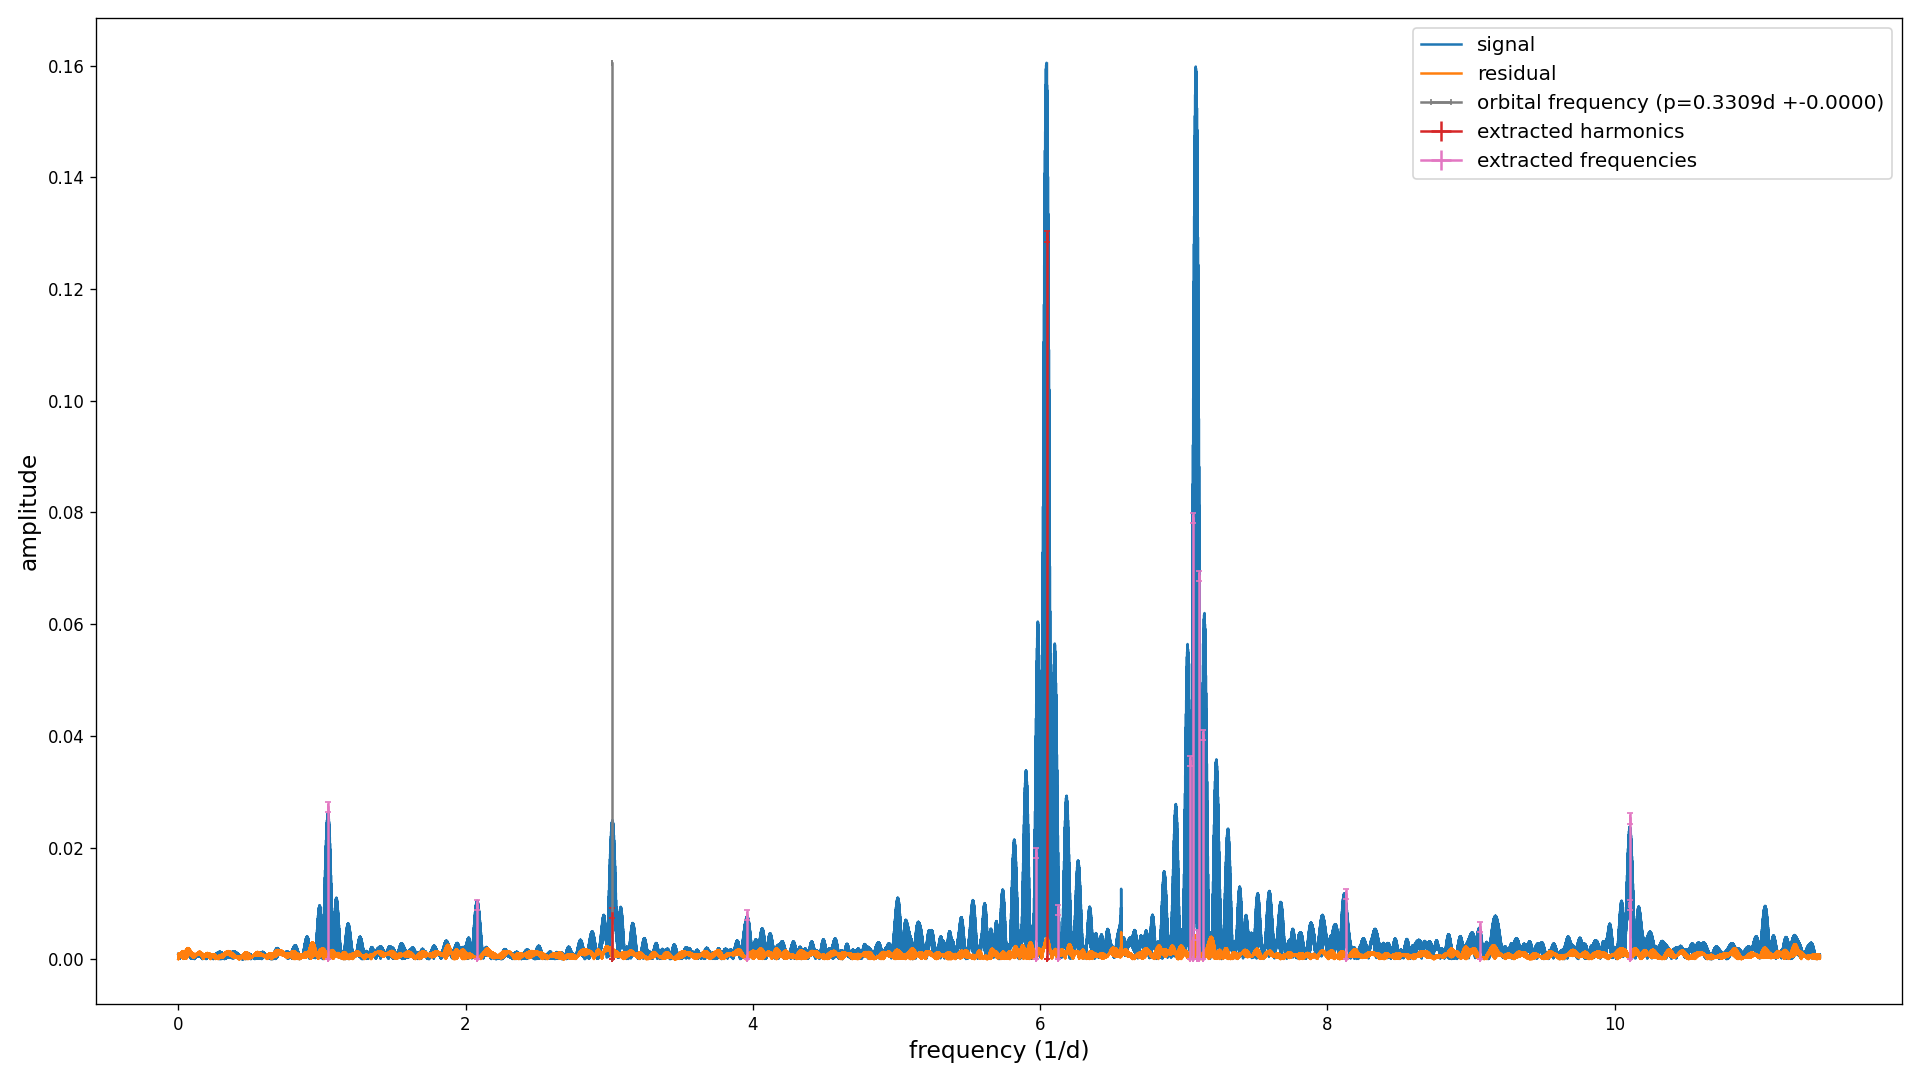 signal
residual
orbital frequency (p=0.3309d +-0.0000)
extracted harmonics
extracted frequencies
0.16
0.14
0.12
0.10
0.08
0.06
0.04
0.02
0.00
amplitude
0 2 4 6 8 10
frequency (1/d)